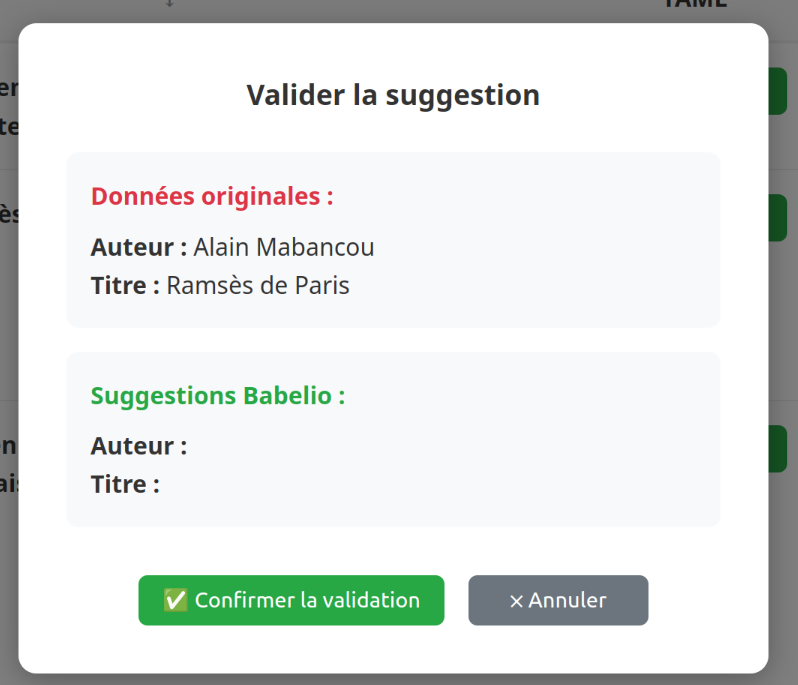 Valider la suggestion
Données originales :
Auteur : Alain Mabancou
Titre : Ramsès de Paris
Suggestions Babelio :
Auteur :
Titre :
✅ Confirmer la validation
× Annuler